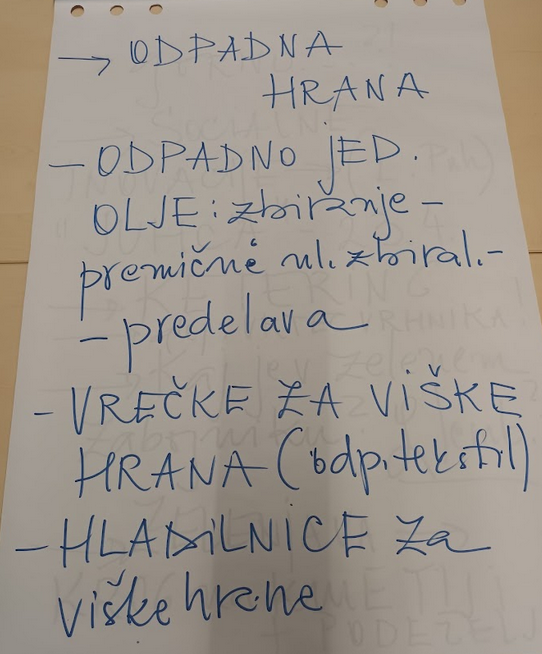 → ODPADNA
HRANA
- ODPADNO JED.
OLJE: zbiranje -
premične ul. zbiral. -
- predelava
- VREČKE ZA VIŠKE
HRANA (odp. tekstil)
- HLADILNICE za
viške hrane